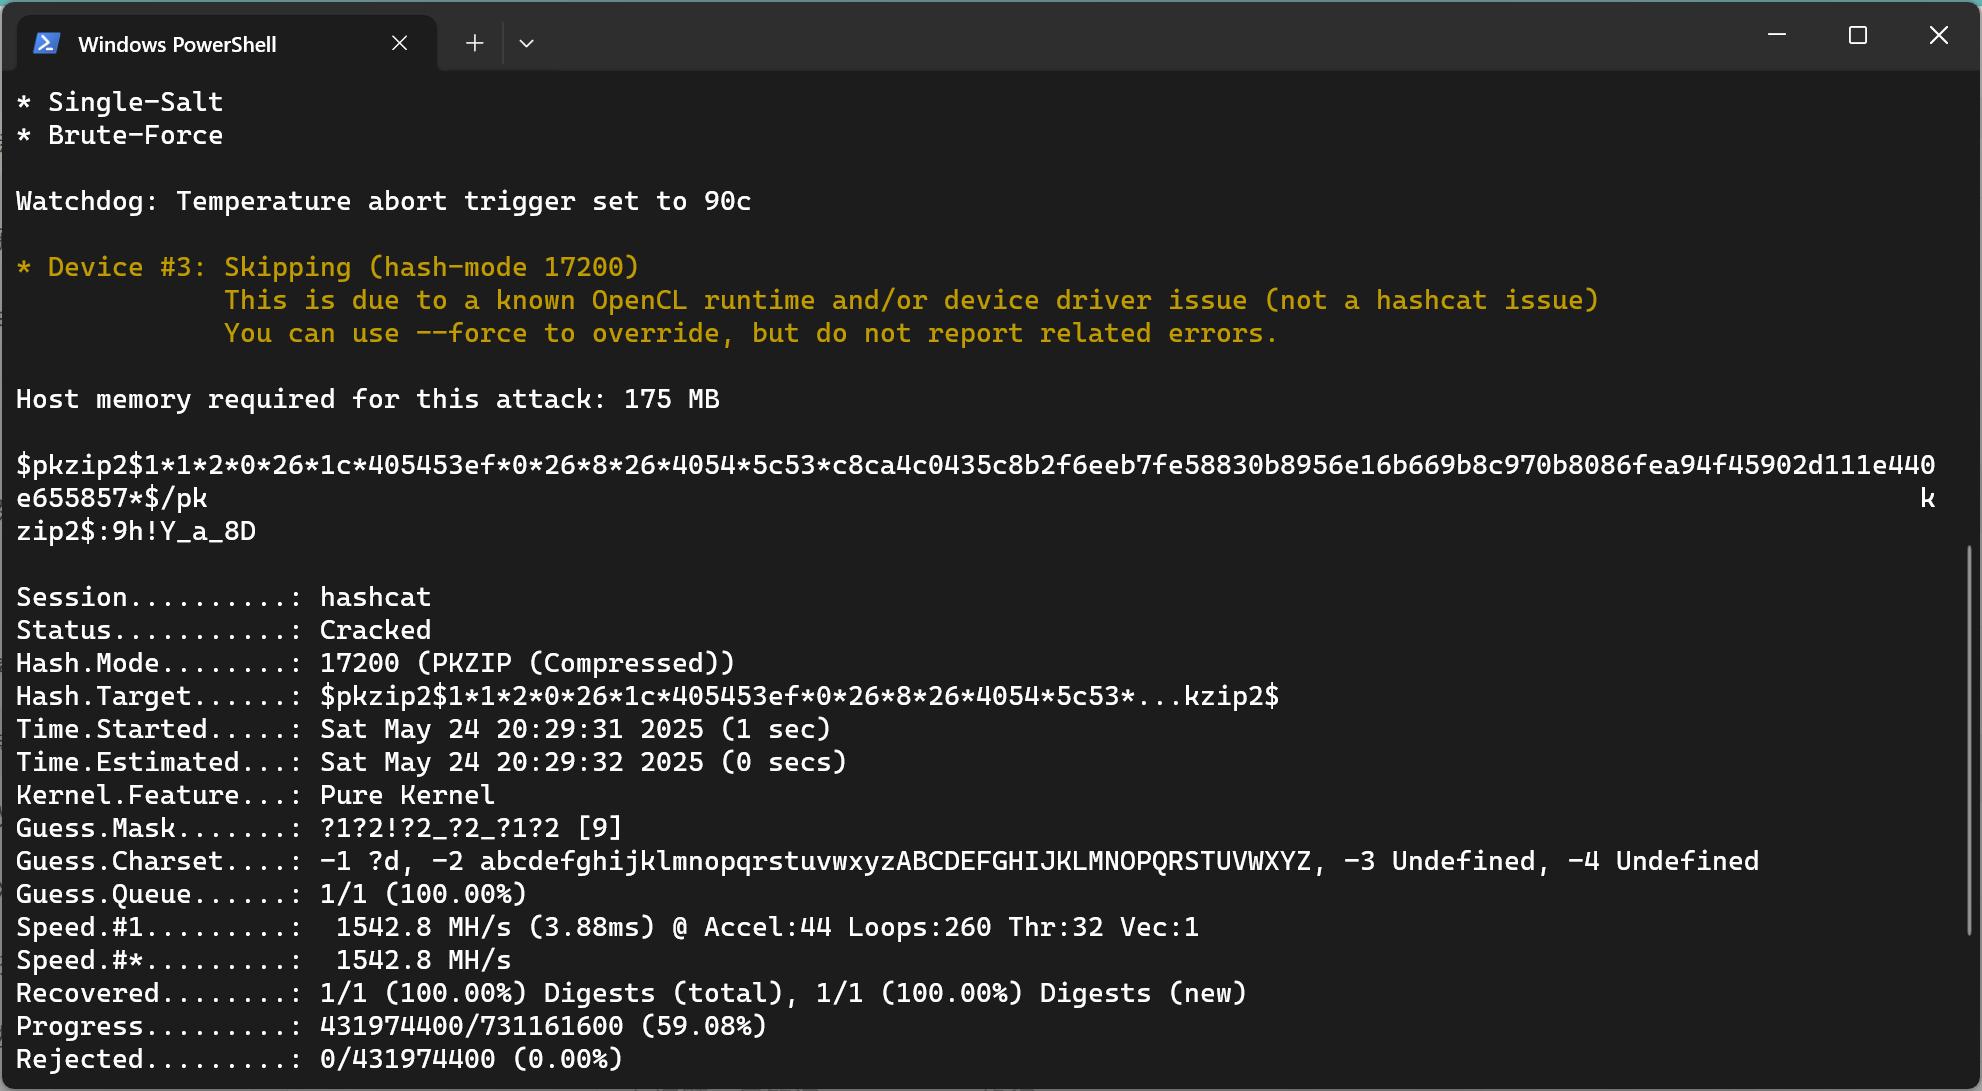 Windows PowerShell
* Single-Salt
* Brute-Force
Watchdog: Temperature abort trigger set to 90c
* Device #3: Skipping (hash-mode 17200)
This is due to a known OpenCL runtime and/or device driver issue (not a hashcat issue)
You can use --force to override, but do not report related errors.
Host memory required for this attack: 175 MB
$pkzip2$1*1*2*0*26*1c*405453ef*0*26*8*26*4054*5c53*c8ca4c0435c8b2f6eeb7fe58830b8956e16b669b8c970b8086fea94f45902d111e440
e655857*$/pk k
zip2$:9h!Y_a_8D
Session..........: hashcat
Status...........: Cracked
Hash.Mode........: 17200 (PKZIP (Compressed))
Hash.Target......: $pkzip2$1*1*2*0*26*1c*405453ef*0*26*8*26*4054*5c53*...kzip2$
Time.Started.....: Sat May 24 20:29:31 2025 (1 sec)
Time.Estimated...: Sat May 24 20:29:32 2025 (0 secs)
Kernel.Feature...: Pure Kernel
Guess.Mask.......: ?1?2!?2_?2_?1?2 [9]
Guess.Charset....: -1 ?d, -2 abcdefghijklmnopqrstuvwxyzABCDEFGHIJKLMNOPQRSTUVWXYZ, -3 Undefined, -4 Undefined
Guess.Queue......: 1/1 (100.00%)
Speed.#1.........:  1542.8 MH/s (3.88ms) @ Accel:44 Loops:260 Thr:32 Vec:1
Speed.#*.........:  1542.8 MH/s
Recovered........: 1/1 (100.00%) Digests (total), 1/1 (100.00%) Digests (new)
Progress.........: 431974400/731161600 (59.08%)
Rejected.........: 0/431974400 (0.00%)